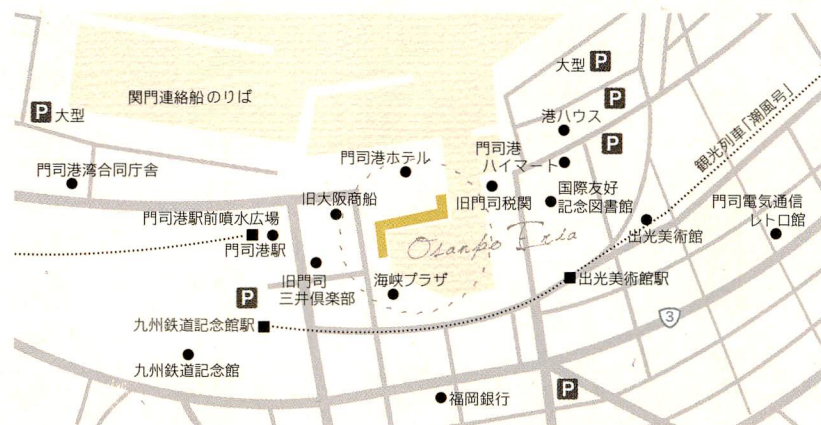 大型 P
P
関門連絡船のりば
P 大型
港ハウス
P
観光列車「潮風号」
門司港ホテル
門司港
ハイマート
門司港湾合同庁舎
旧大阪商船
旧門司税関
国際友好
記念図書館
門司電気通信
レトロ館
門司港駅前噴水広場
門司港駅
Osanpo Eria
出光美術館
旧門司
三井倶楽部
海峡プラザ
出光美術館駅
P
3
九州鉄道記念館駅
九州鉄道記念館
福岡銀行
P